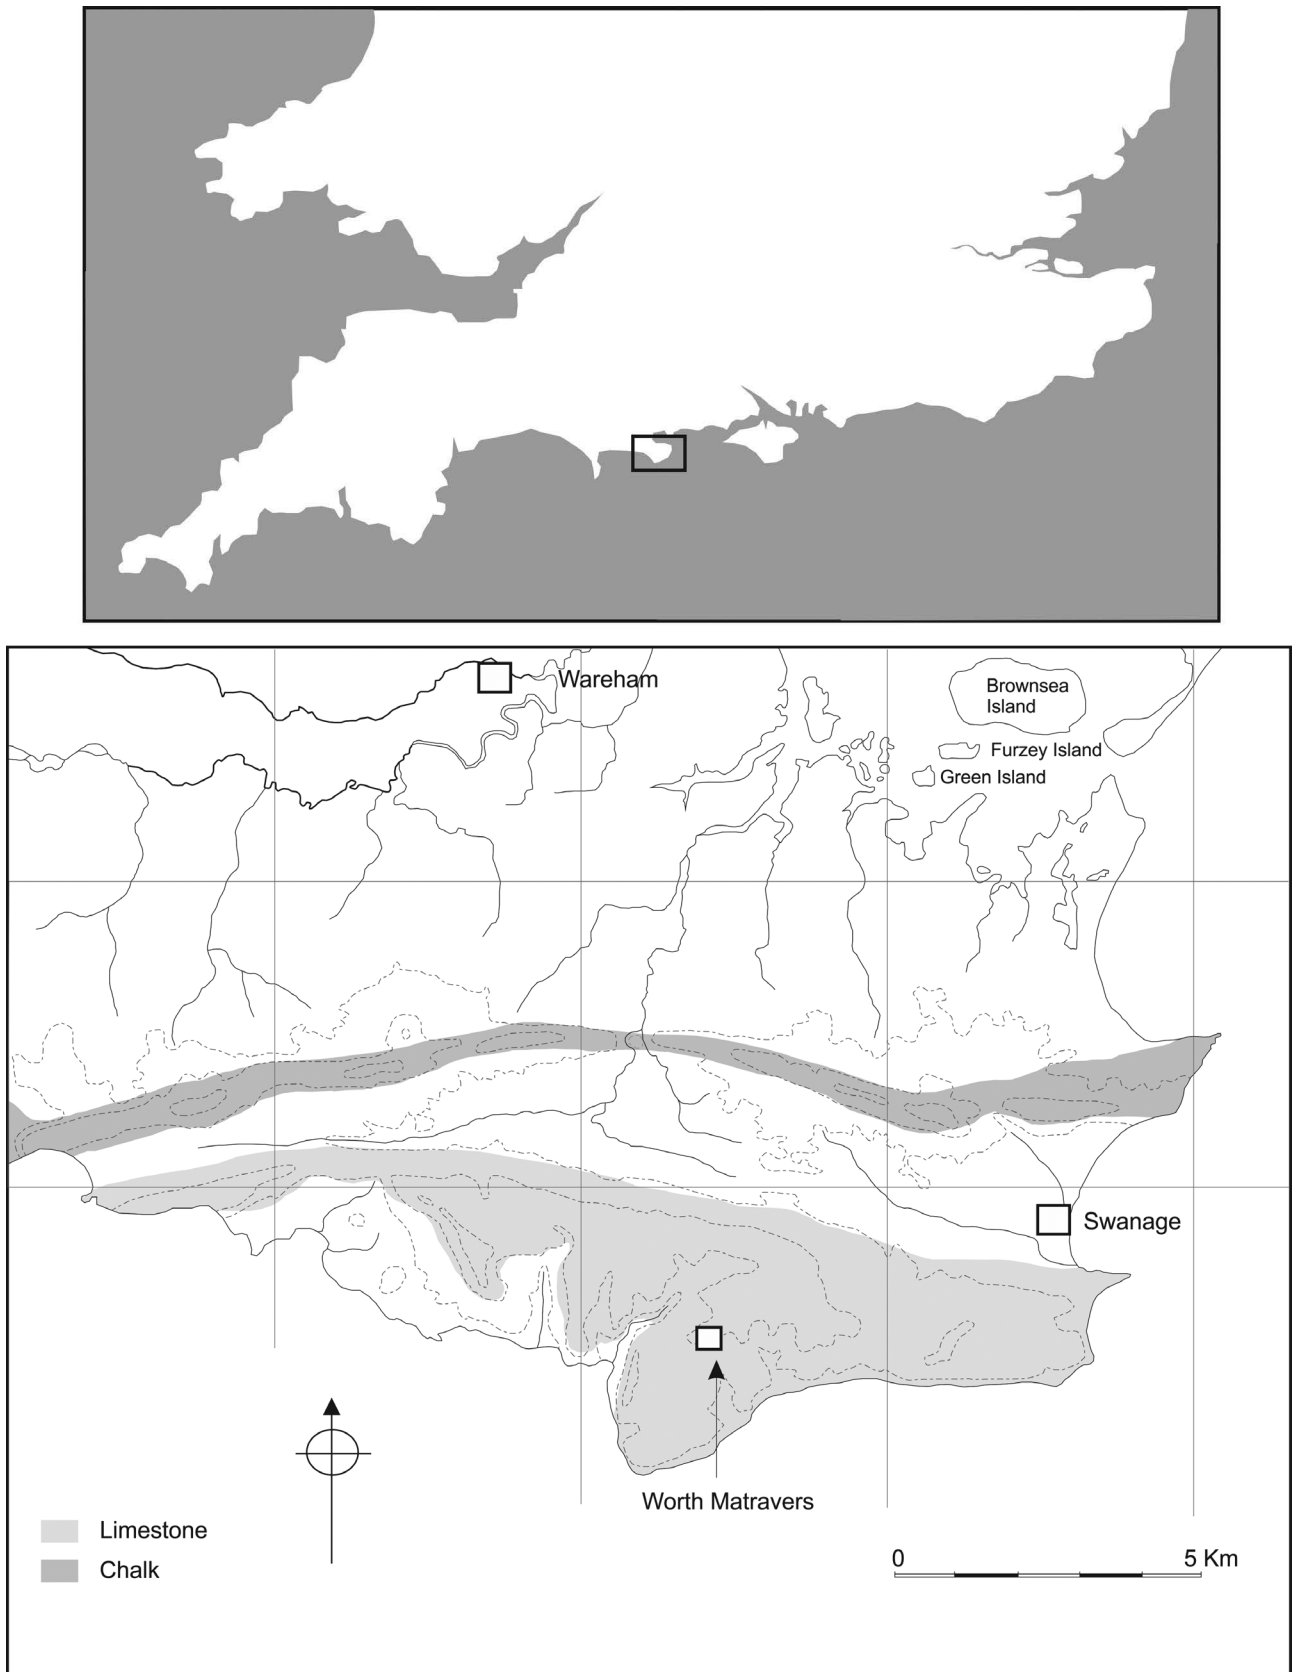 Wareham
Brownsea
Island
Furzey Island
Green Island
Swanage
Worth Matravers
Limestone
Chalk
0
5 Km